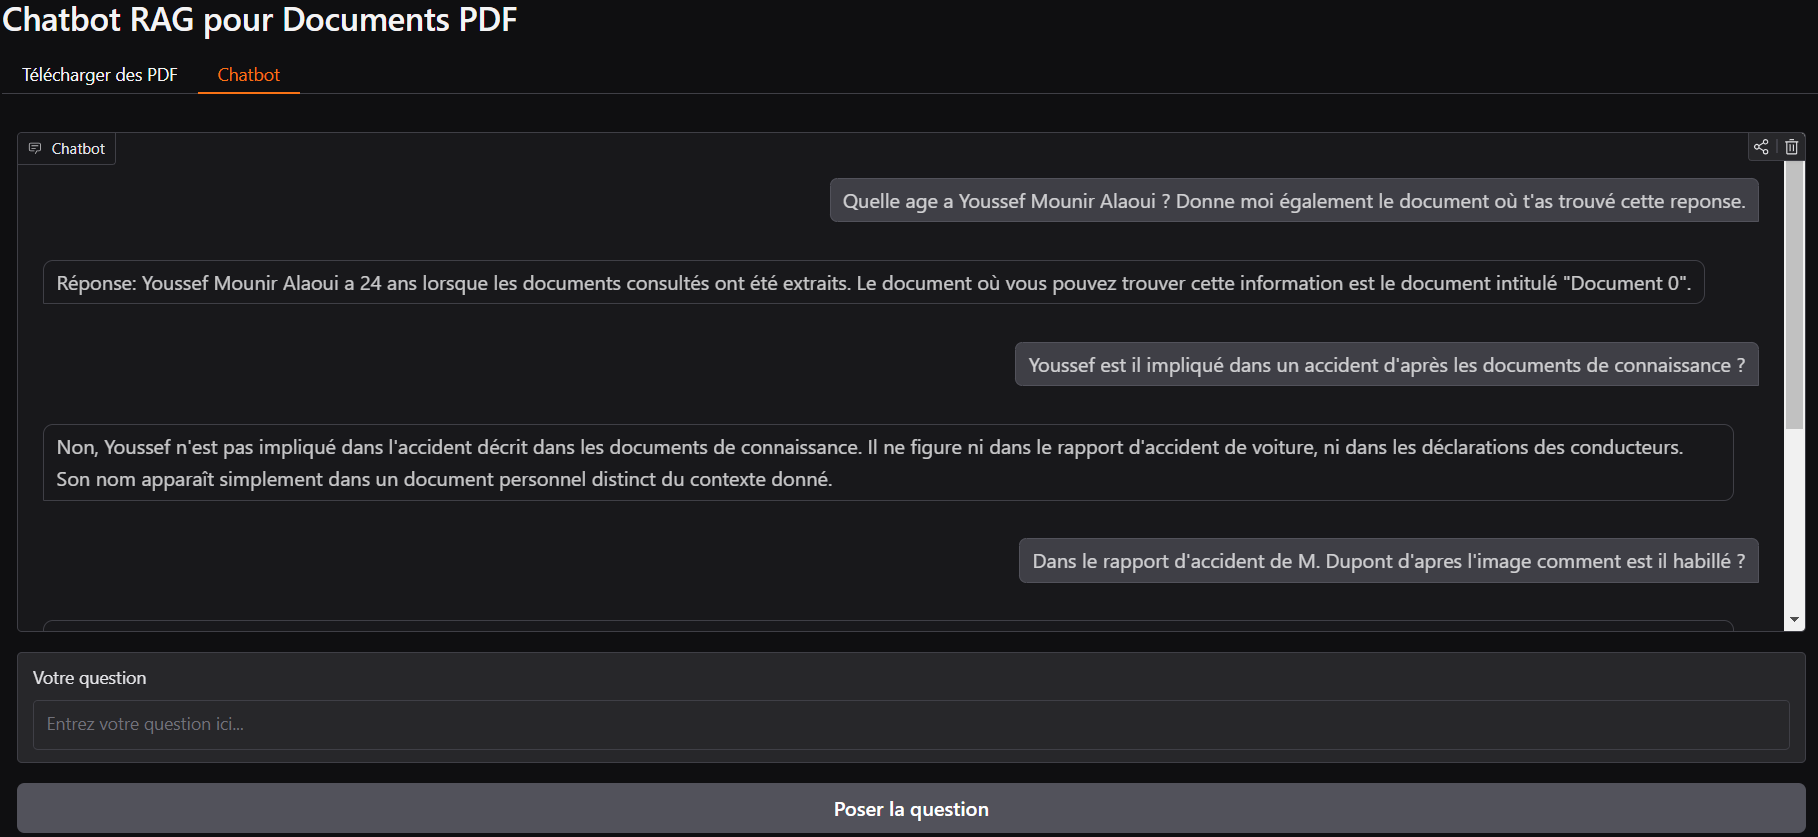 Chatbot RAG pour Documents PDF
Télécharger des PDF
Chatbot
Chatbot
Quelle age a Youssef Mounir Alaoui ? Donne moi également le document où t'as trouvé cette reponse.
Réponse: Youssef Mounir Alaoui a 24 ans lorsque les documents consultés ont été extraits. Le document où vous pouvez trouver cette information est le document intitulé "Document 0".
Youssef est il impliqué dans un accident d'après les documents de connaissance ?
Non, Youssef n'est pas impliqué dans l'accident décrit dans les documents de connaissance. Il ne figure ni dans le rapport d'accident de voiture, ni dans les déclarations des conducteurs.
Son nom apparaît simplement dans un document personnel distinct du contexte donné.
Dans le rapport d'accident de M. Dupont d'apres l'image comment est il habillé ?
Votre question
Entrez votre question ici...
Poser la question